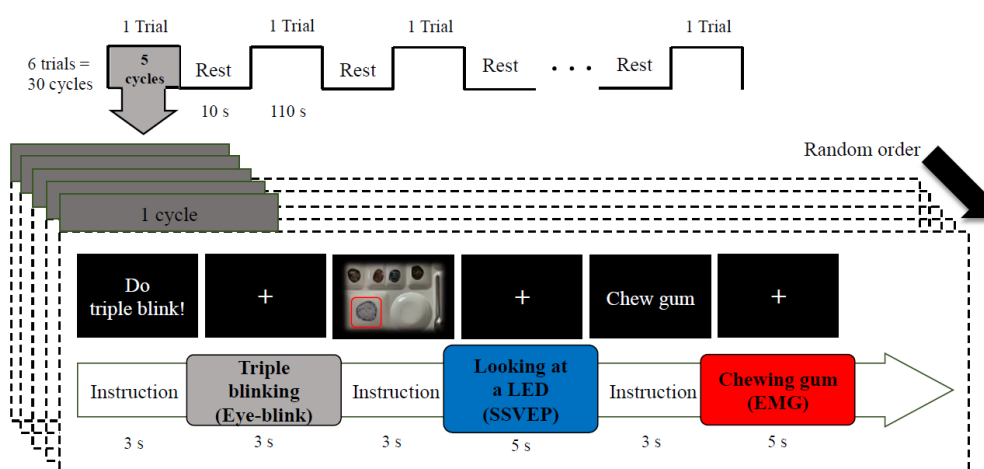 1 Trial
1 Trial
1 Trial
1 Trial
6 trials =
30 cycles
5
cycles
Rest
Rest
Rest
• • •
Rest
10 s
110 s
Random order
1 cycle
Do
triple blink!
+
+
Chew gum
+
Instruction
Triple
blinking
(Eye-blink)
Instruction
Looking at
a LED
(SSVEP)
Instruction
Chewing gum
(EMG)
3 s
3 s
3 s
5 s
3 s
5 s